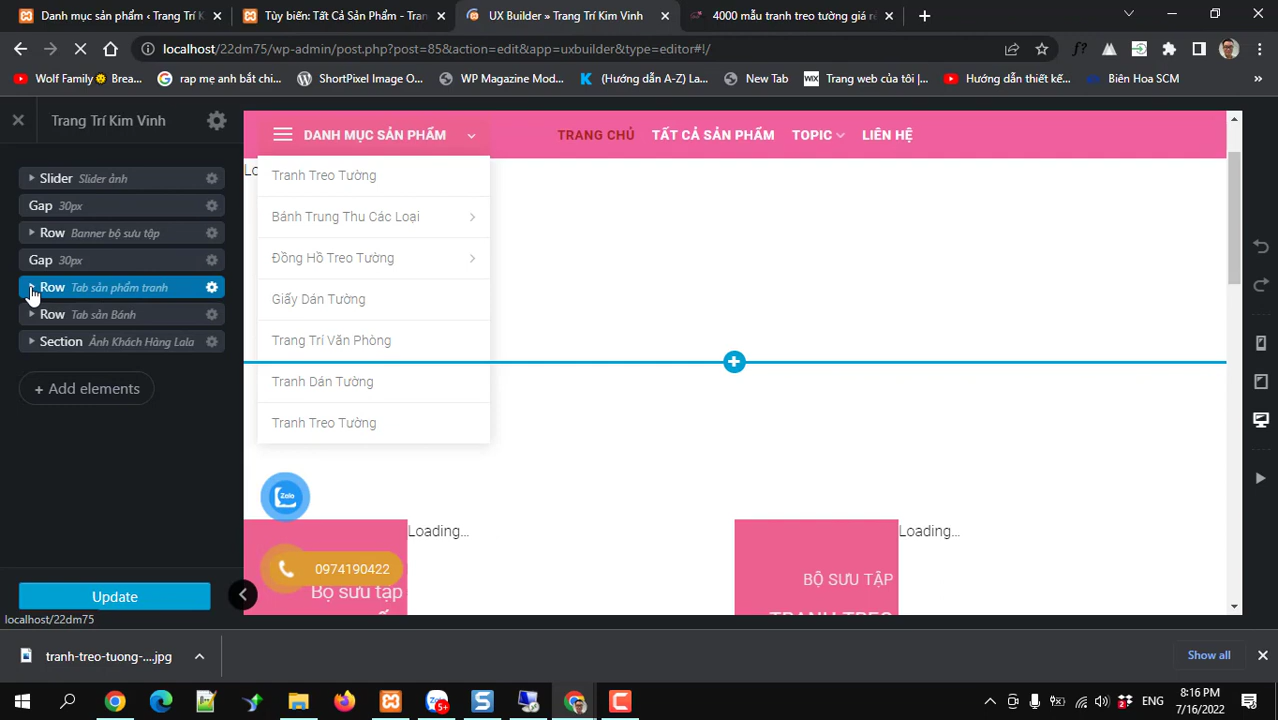 Danh mục sản phẩm ‹ Trang Trí K
Tùy biến: Tất Cả Sản Phẩm - Tran
UX Builder » Trang Trí Kim Vinh
4000 mẫu tranh treo tường giá rẻ
localhost/22dm75/wp-admin/post.php?post=85&action=edit&app=uxbuilder&type=editor#!/
Wolf Family Brea...
rap mẹ anh bắt chi...
ShortPixel Image O...
WP Magazine Mod...
(Hướng dẫn A-Z) La...
New Tab
Trang web của tôi |...
Hướng dẫn thiết kế...
Biên Hoa SCM
Trang Trí Kim Vinh
Slider Slider ảnh
Gap 30px
Row Banner bộ sưu tập
Gap 30px
Row Tab sản phẩm tranh
Row Tab sản Bánh
Section Ảnh Khách Hàng Lala
+ Add elements
Update
localhost/22dm75
DANH MỤC SẢN PHẨM
TRANG CHỦ
TẤT CẢ SẢN PHẨM
TOPIC
LIÊN HỆ
Lo
Tranh Treo Tường
Bánh Trung Thu Các Loại
Đồng Hồ Treo Tường
Giấy Dán Tường
Trang Trí Văn Phòng
Tranh Dán Tường
Tranh Treo Tường
Zalo
0974190422
Loading...
Bộ sưu tập
Loading...
BỘ SƯU TẬP
TRANH TREO
tranh-treo-tuong-....jpg
Show all
5+
ENG
8:16 PM
7/16/2022
2